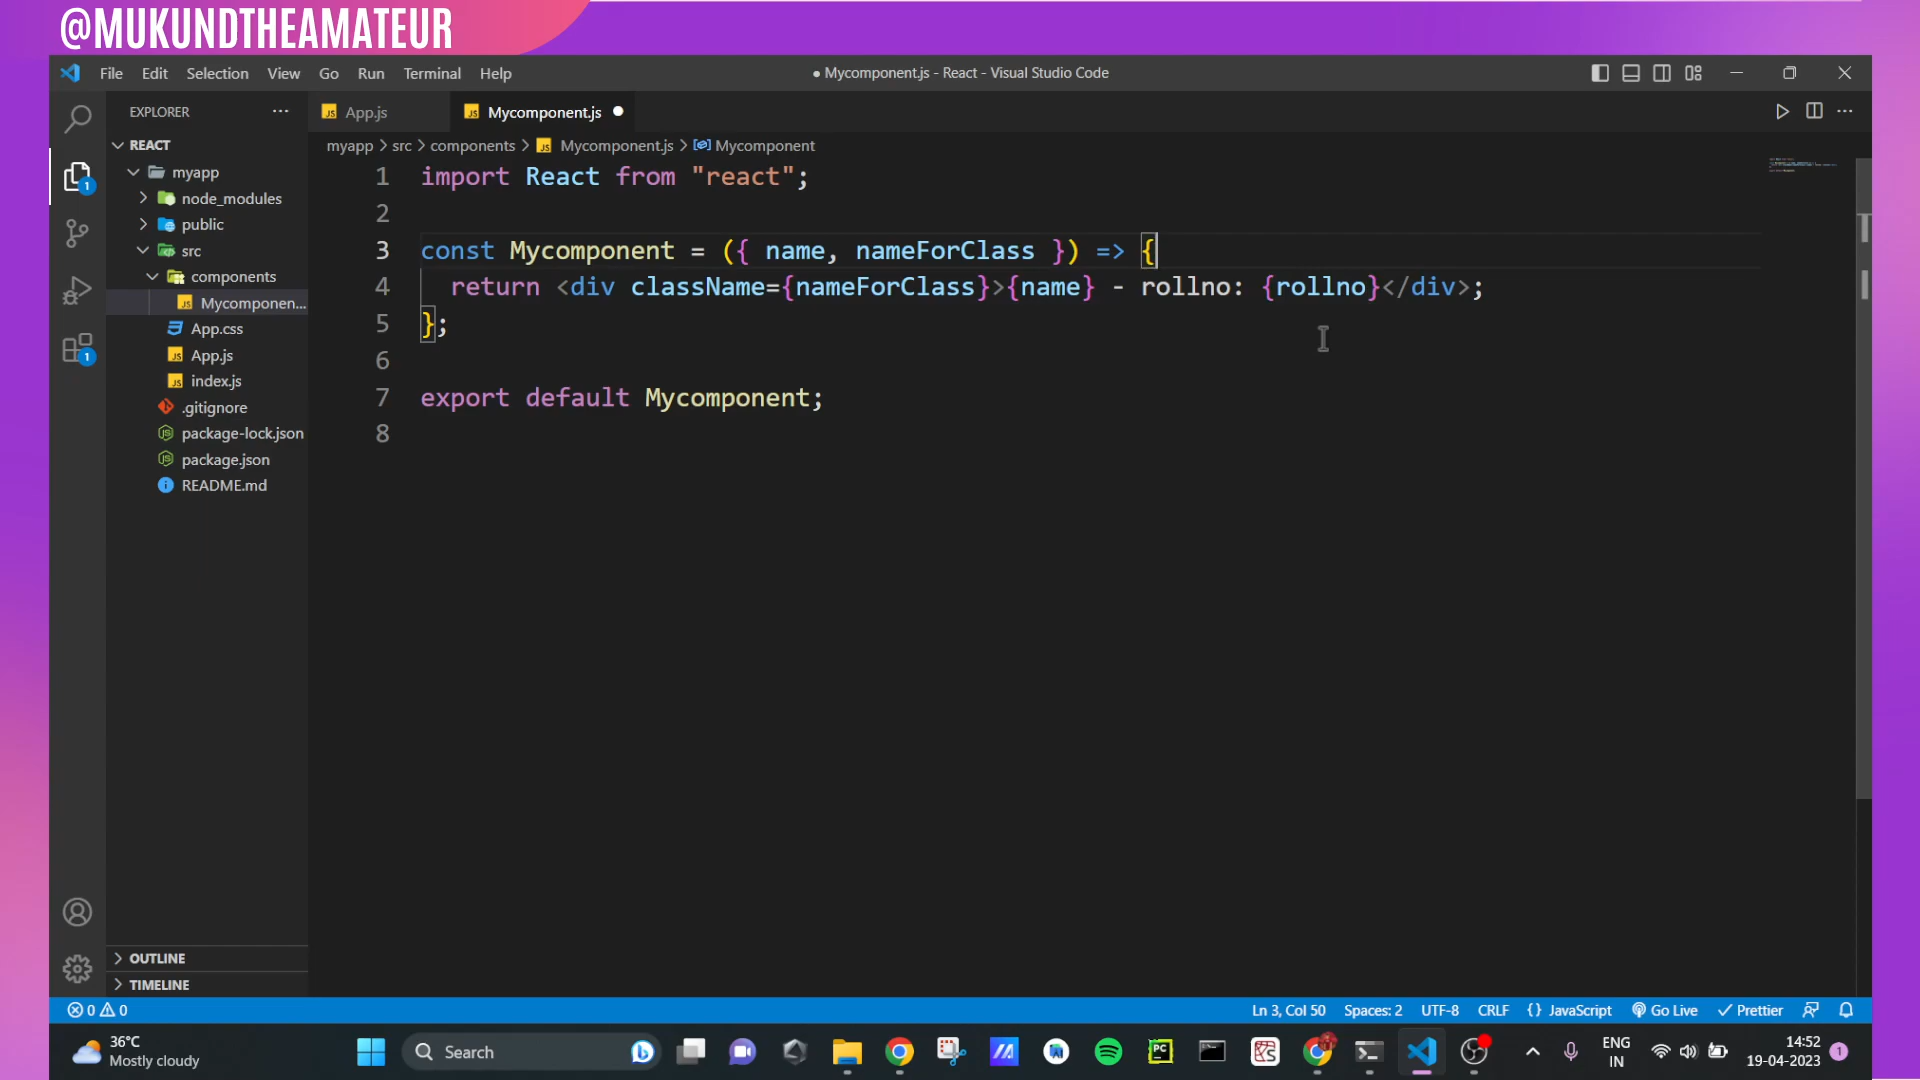 @MUKUNDTHEAMATEUR
File Edit Selection View Go Run Terminal Help
● Mycomponent.js - React - Visual Studio Code
EXPLORER
App.js
Mycomponent.js
REACT
myapp > src > components > Mycomponent.js > Mycomponent
myapp
node_modules
public
src
components
Mycomponen...
App.css
App.js
index.js
.gitignore
package-lock.json
package.json
README.md
1 import React from "react";
2
3 const Mycomponent = ({ name, nameForClass }) => {
4 return <div className={nameForClass}>{name} - rollno: {rollno}</div>;
5 };
6
7 export default Mycomponent;
8
1
1
OUTLINE
TIMELINE
0 0
Ln 3, Col 50 Spaces: 2 UTF-8 CRLF {} JavaScript Go Live Prettier
36°C
Mostly cloudy
Search
PC
ENG
IN
14:52
19-04-2023
1